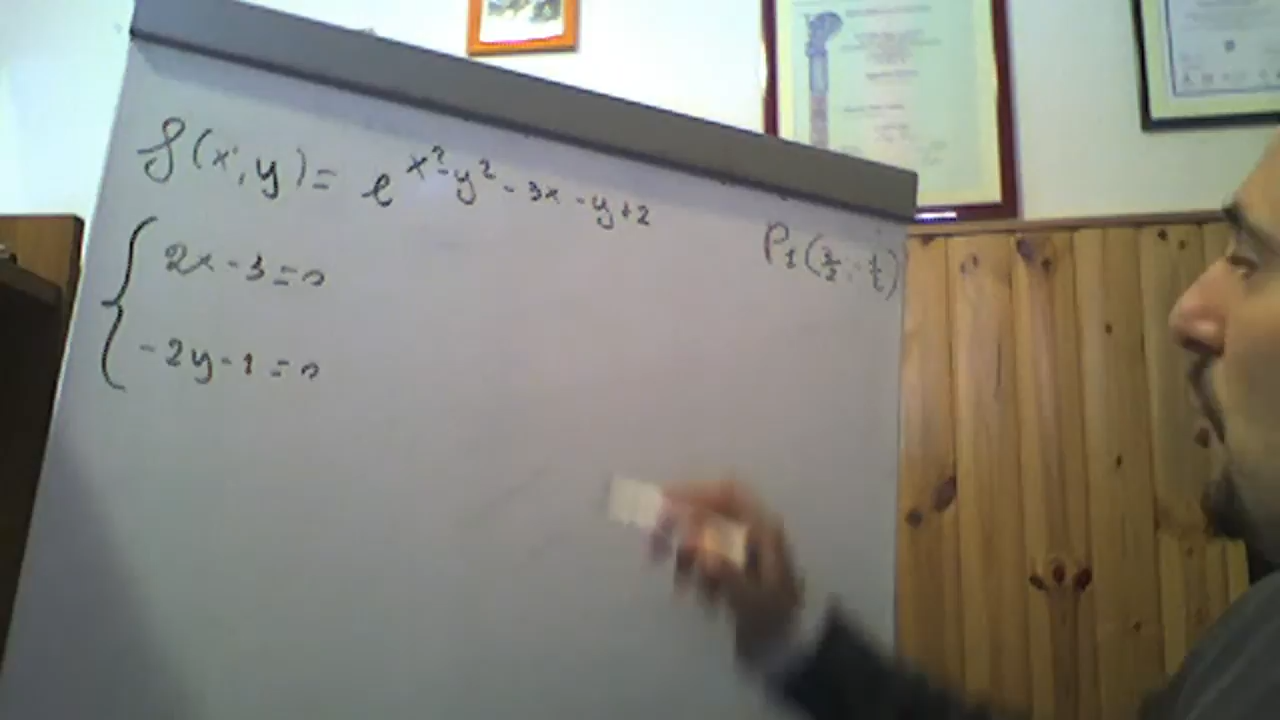 f(x,y) = e^{x²-y²-3x-y+2}
P₁(3/2, -1/2)
2x-3=0
-2y-1=0